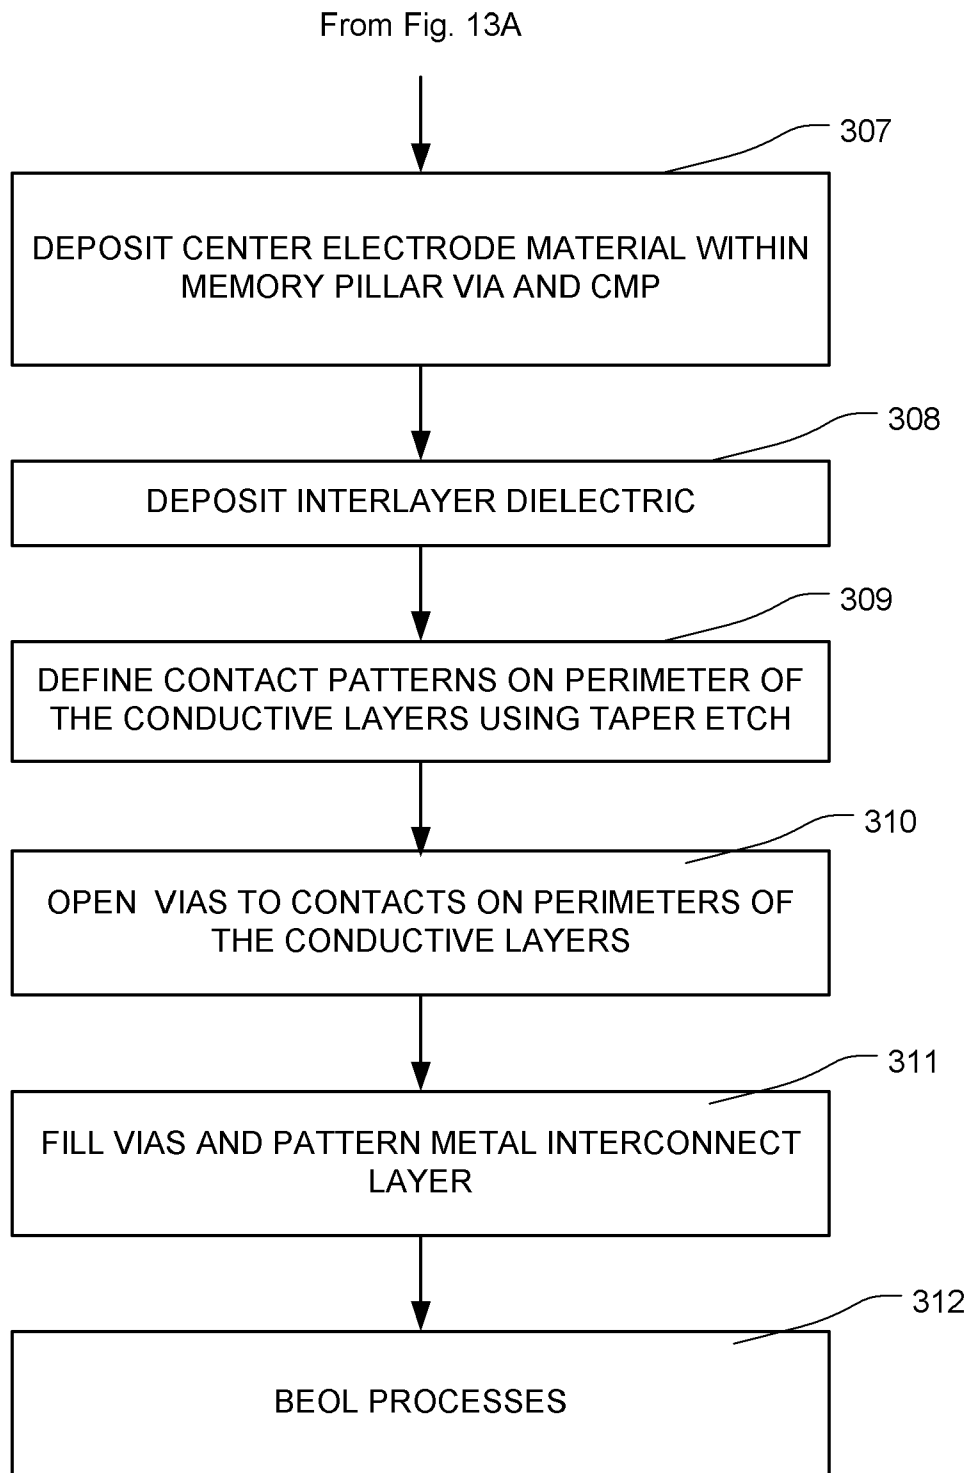 From Fig. 13A
307
DEPOSIT CENTER ELECTRODE MATERIAL WITHIN
MEMORY PILLAR VIA AND CMP
308
DEPOSIT INTERLAYER DIELECTRIC
309
DEFINE CONTACT PATTERNS ON PERIMETER OF
THE CONDUCTIVE LAYERS USING TAPER ETCH
310
OPEN  VIAS TO CONTACTS ON PERIMETERS OF
THE CONDUCTIVE LAYERS
311
FILL VIAS AND PATTERN METAL INTERCONNECT
LAYER
312
BEOL PROCESSES